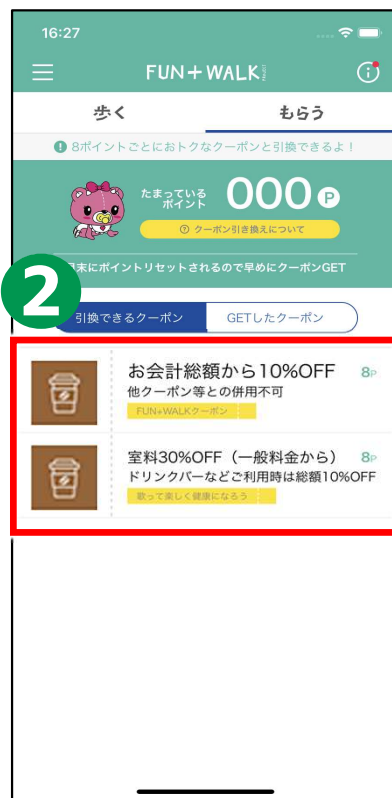 16:27
FUN+WALK PROJECT
歩く
もらう
8ポイントごとにおトクなクーポンと引換できるよ！
たまっている
ポイント
000 P
クーポン引き換えについて
月末にポイントリセットされるので早めにクーポンGET
2
引換できるクーポン
GETしたクーポン
お会計総額から10%OFF 8P
他クーポン等との併用不可
FUN+WALKクーポン
室料30%OFF（一般料金から） 8P
ドリンクバーなどご利用時は総額10%OFF
歌って楽しく健康になろう